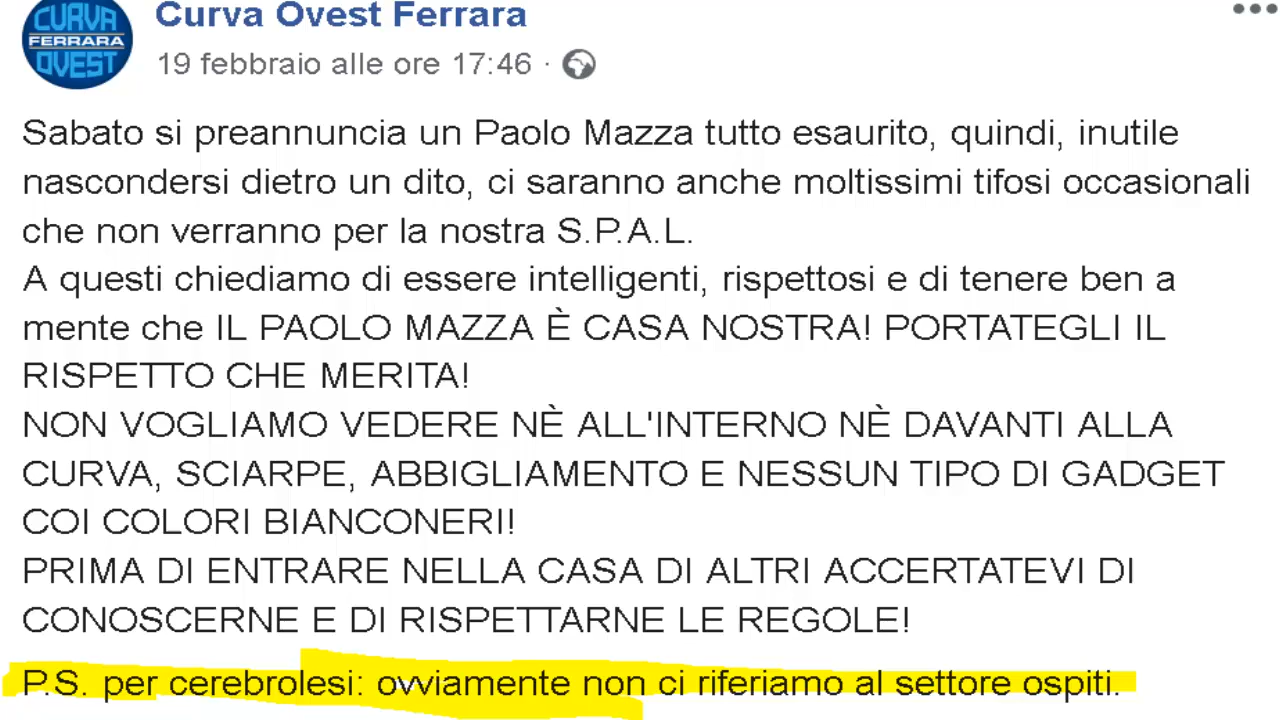 CURVA
FERRARA
OVEST
Curva Ovest Ferrara
19 febbraio alle ore 17:46 ·
Sabato si preannuncia un Paolo Mazza tutto esaurito, quindi, inutile
nascondersi dietro un dito, ci saranno anche moltissimi tifosi occasionali
che non verranno per la nostra S.P.A.L.
A questi chiediamo di essere intelligenti, rispettosi e di tenere ben a
mente che IL PAOLO MAZZA È CASA NOSTRA! PORTATEGLI IL
RISPETTO CHE MERITA!
NON VOGLIAMO VEDERE NÈ ALL'INTERNO NÈ DAVANTI ALLA
CURVA, SCIARPE, ABBIGLIAMENTO E NESSUN TIPO DI GADGET
COI COLORI BIANCONERI!
PRIMA DI ENTRARE NELLA CASA DI ALTRI ACCERTATEVI DI
CONOSCERNE E DI RISPETTARNE LE REGOLE!
P.S. per cerebrolesi: ovviamente non ci riferiamo al settore ospiti.